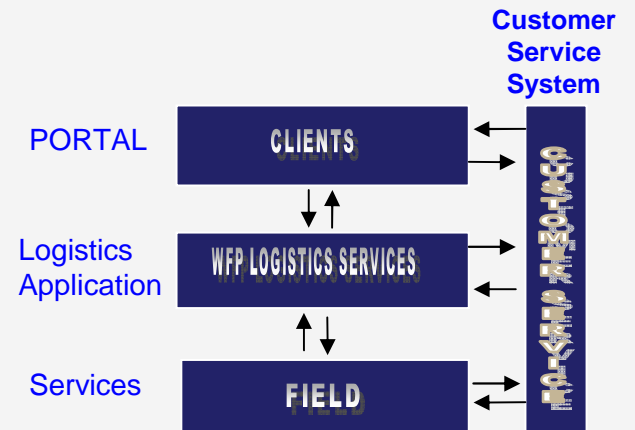 Customer
Service
System
PORTAL
CLIENTS
Logistics
Application
WFP LOGISTICS SERVICES
Services
FIELD
CUSTOMER SERVICE